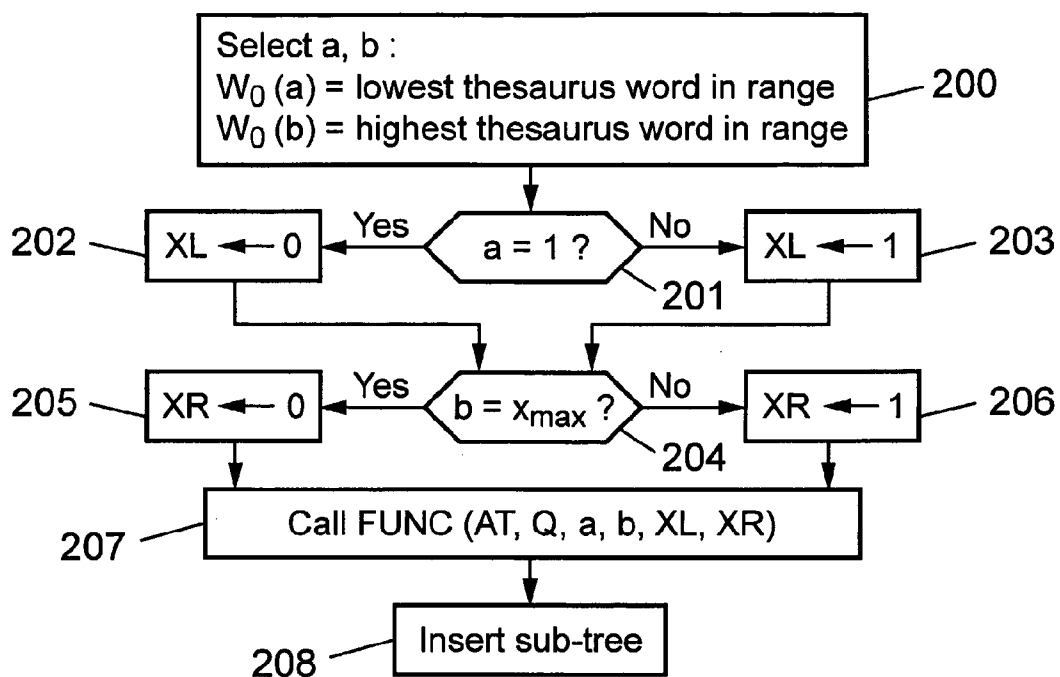 Select a, b :
W0 (a) = lowest thesaurus word in range
W0 (b) = highest thesaurus word in range
200
202
XL ← 0
Yes
a = 1 ?
No
XL ← 1
203
201
205
XR ← 0
Yes
b = xmax ?
No
XR ← 1
206
204
207
Call FUNC (AT, Q, a, b, XL, XR)
208
Insert sub-tree